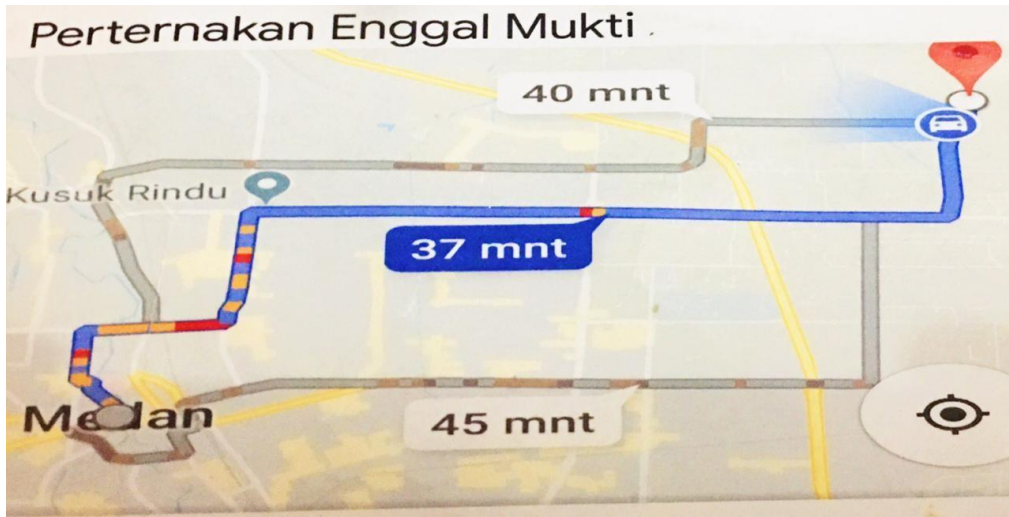 Perternakan Enggal Mukti
40 mnt
Kusuk Rindu
37 mnt
Medan
45 mnt